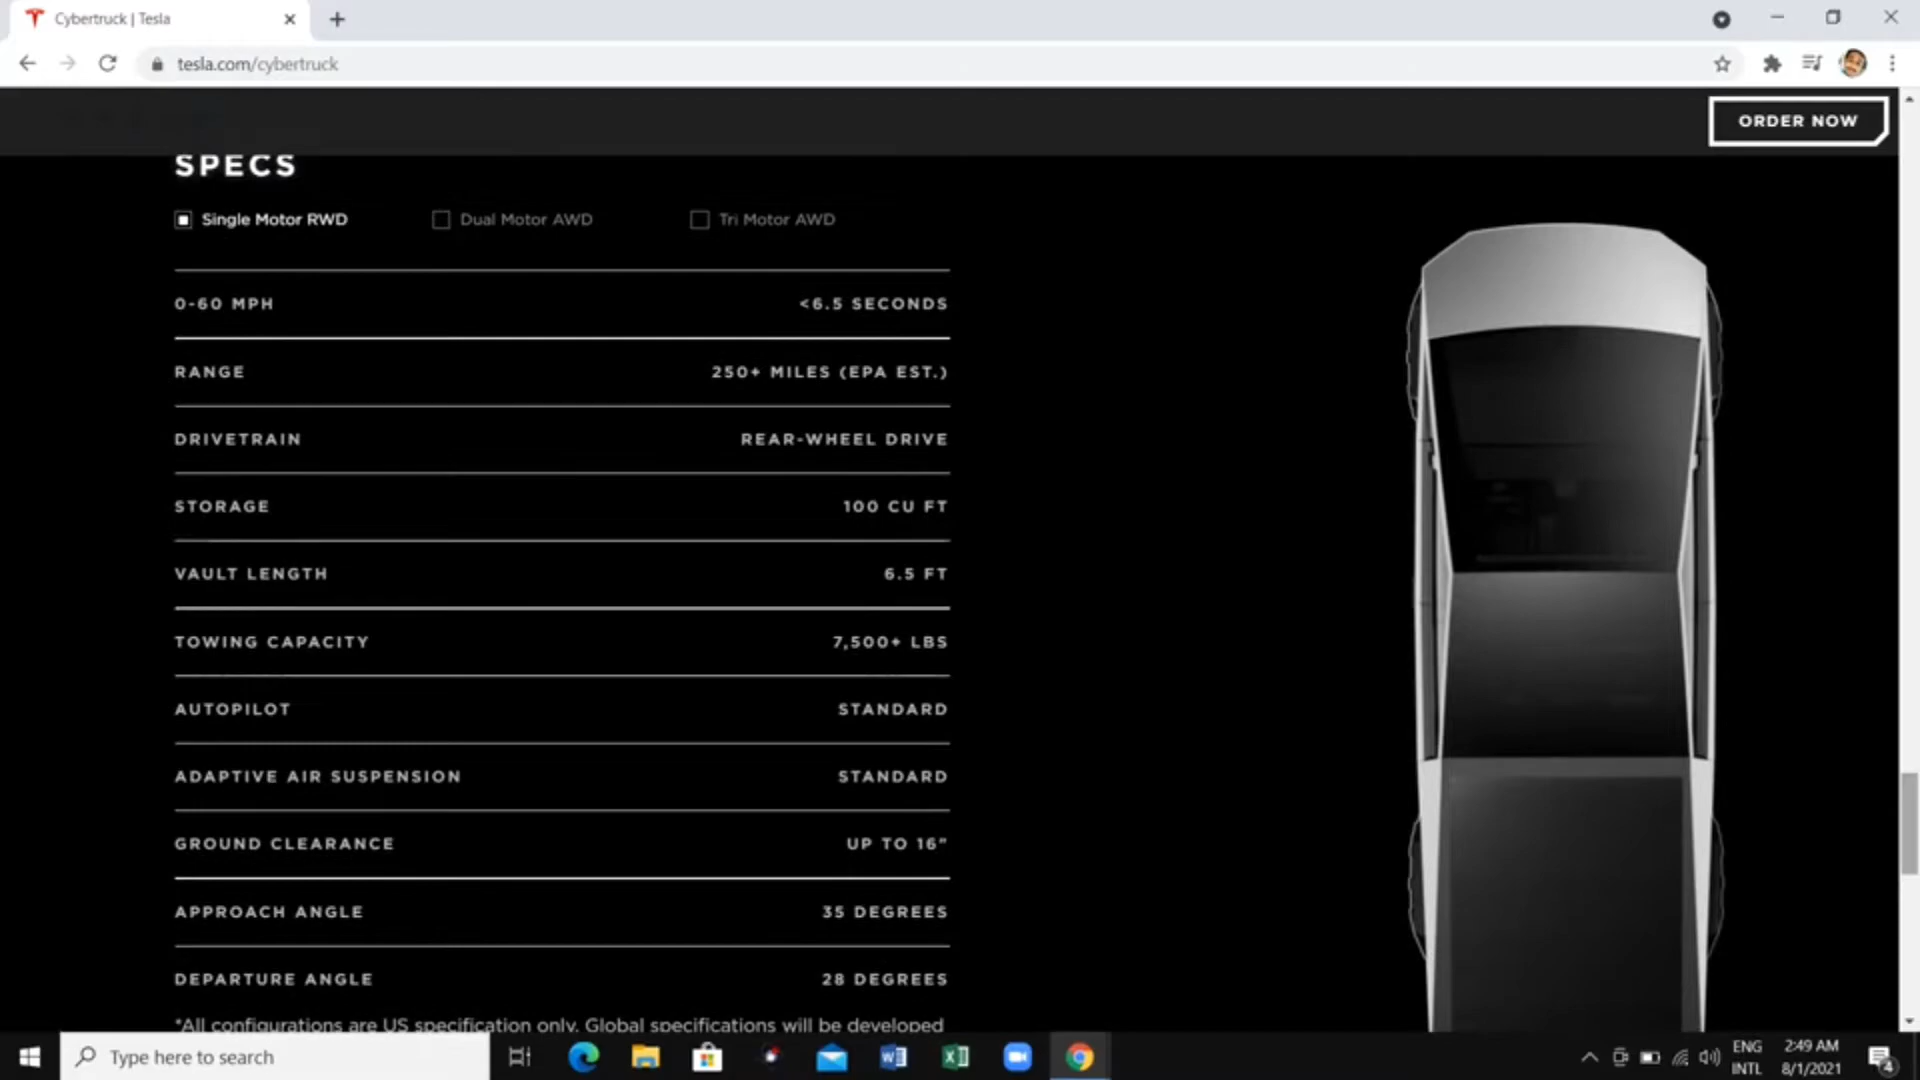 Cybertruck | Tesla
tesla.com/cybertruck
ORDER NOW
SPECS
Single Motor RWD Dual Motor AWD Tri Motor AWD
0-60 MPH <6.5 SECONDS
RANGE 250+ MILES (EPA EST.)
DRIVETRAIN REAR-WHEEL DRIVE
STORAGE 100 CU FT
VAULT LENGTH 6.5 FT
TOWING CAPACITY 7,500+ LBS
AUTOPILOT STANDARD
ADAPTIVE AIR SUSPENSION STANDARD
GROUND CLEARANCE UP TO 16”
APPROACH ANGLE 35 DEGREES
DEPARTURE ANGLE 28 DEGREES
*All configurations are US specification only. Global specifications will be developed
Type here to search
ENG 2:49 AM
INTL 8/1/2021 4